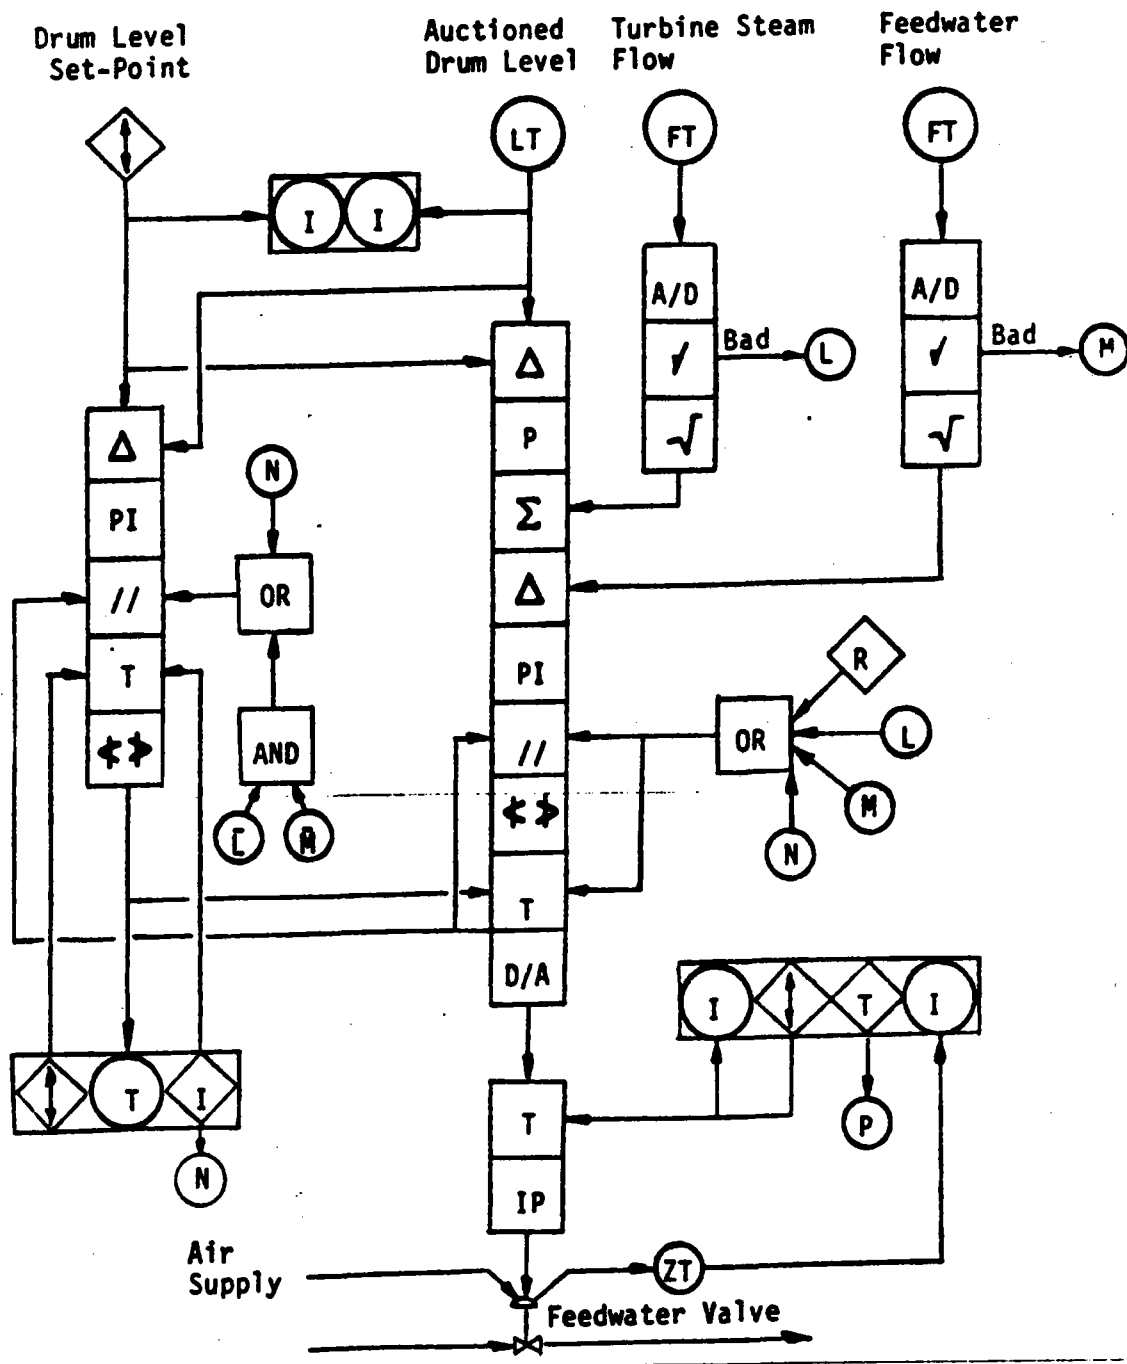 Drum Level
Set-Point
Auctioned
Drum Level
Turbine Steam
Flow
Feedwater
Flow
LT
FT
FT
I I
A/D
A/D
Δ
✓
Bad
L
✓
Bad
M
P
√
√
Δ
N
Σ
PI
//
OR
Δ
T
PI
R
< >
AND
//
OR
L
L̅
M̅
< >
M
N
T
D/A
I
T
I
T
I
T
P
N
IP
Air
Supply
ZT
Feedwater Valve